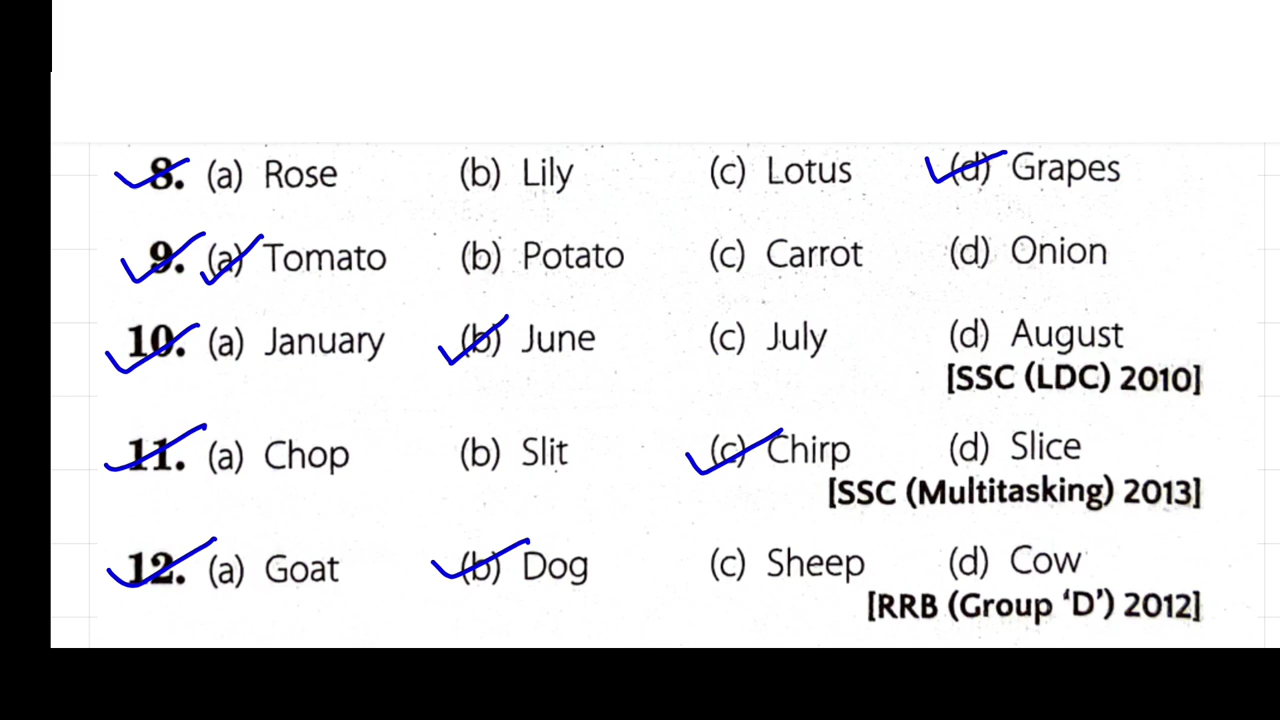 8. (a) Rose (b) Lily (c) Lotus (d) Grapes
9. (a) Tomato (b) Potato (c) Carrot (d) Onion
10. (a) January (b) June (c) July (d) August
[SSC (LDC) 2010]
11. (a) Chop (b) Slit (c) Chirp (d) Slice
[SSC (Multitasking) 2013]
12. (a) Goat (b) Dog (c) Sheep (d) Cow
[RRB (Group ‘D’) 2012]